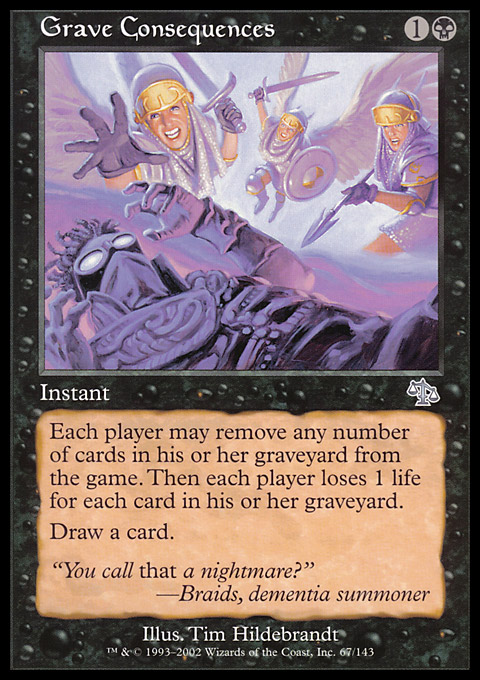 Grave Consequences 1
Instant
Each player may remove any number
of cards in his or her graveyard from
the game. Then each player loses 1 life
for each card in his or her graveyard.
Draw a card.
“You call that a nightmare?”
—Braids, dementia summoner
Illus. Tim Hildebrandt
™ & © 1993–2002 Wizards of the Coast, Inc. 67/143